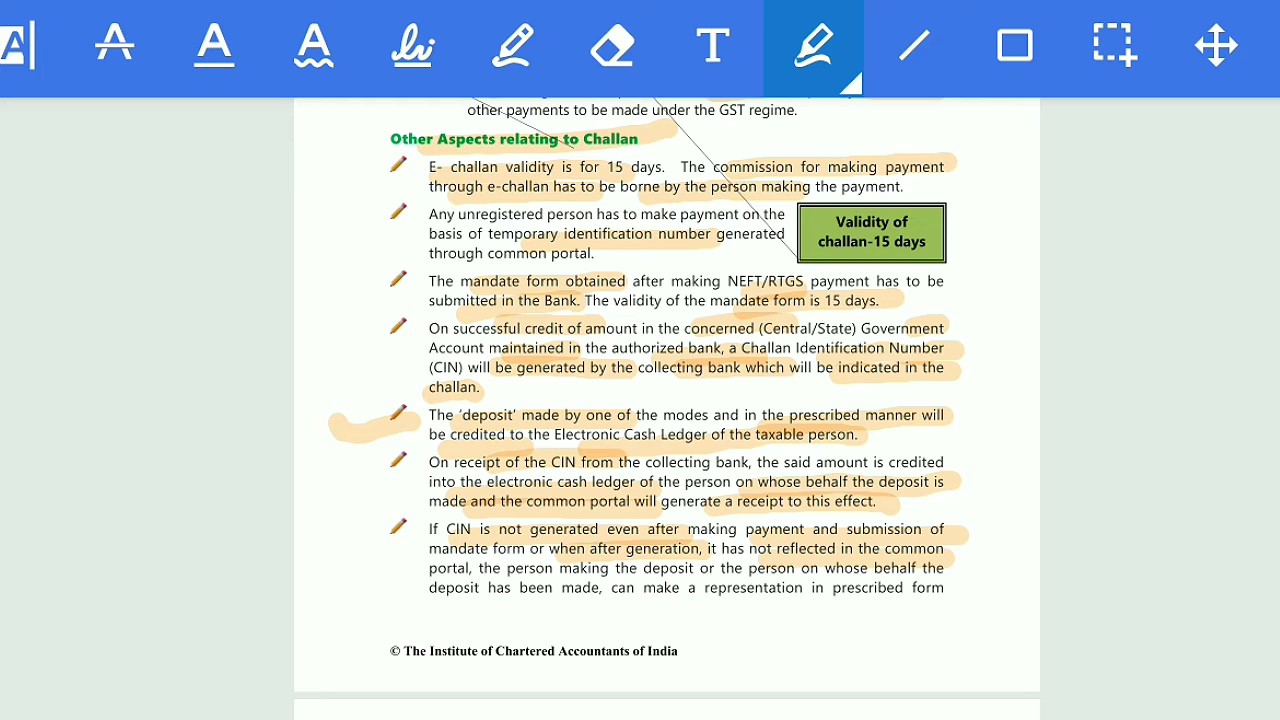 A
A
A
A
T
other payments to be made under the GST regime.
Other Aspects relating to Challan
E- challan validity is for 15 days. The commission for making payment
through e-challan has to be borne by the person making the payment.
Any unregistered person has to make payment on the
basis of temporary identification number generated
through common portal.
Validity of
challan-15 days
The mandate form obtained after making NEFT/RTGS payment has to be
submitted in the Bank. The validity of the mandate form is 15 days.
On successful credit of amount in the concerned (Central/State) Government
Account maintained in the authorized bank, a Challan Identification Number
(CIN) will be generated by the collecting bank which will be indicated in the
challan.
The ‘deposit’ made by one of the modes and in the prescribed manner will
be credited to the Electronic Cash Ledger of the taxable person.
On receipt of the CIN from the collecting bank, the said amount is credited
into the electronic cash ledger of the person on whose behalf the deposit is
made and the common portal will generate a receipt to this effect.
If CIN is not generated even after making payment and submission of
mandate form or when after generation, it has not reflected in the common
portal, the person making the deposit or the person on whose behalf the
deposit has been made, can make a representation in prescribed form
© The Institute of Chartered Accountants of India